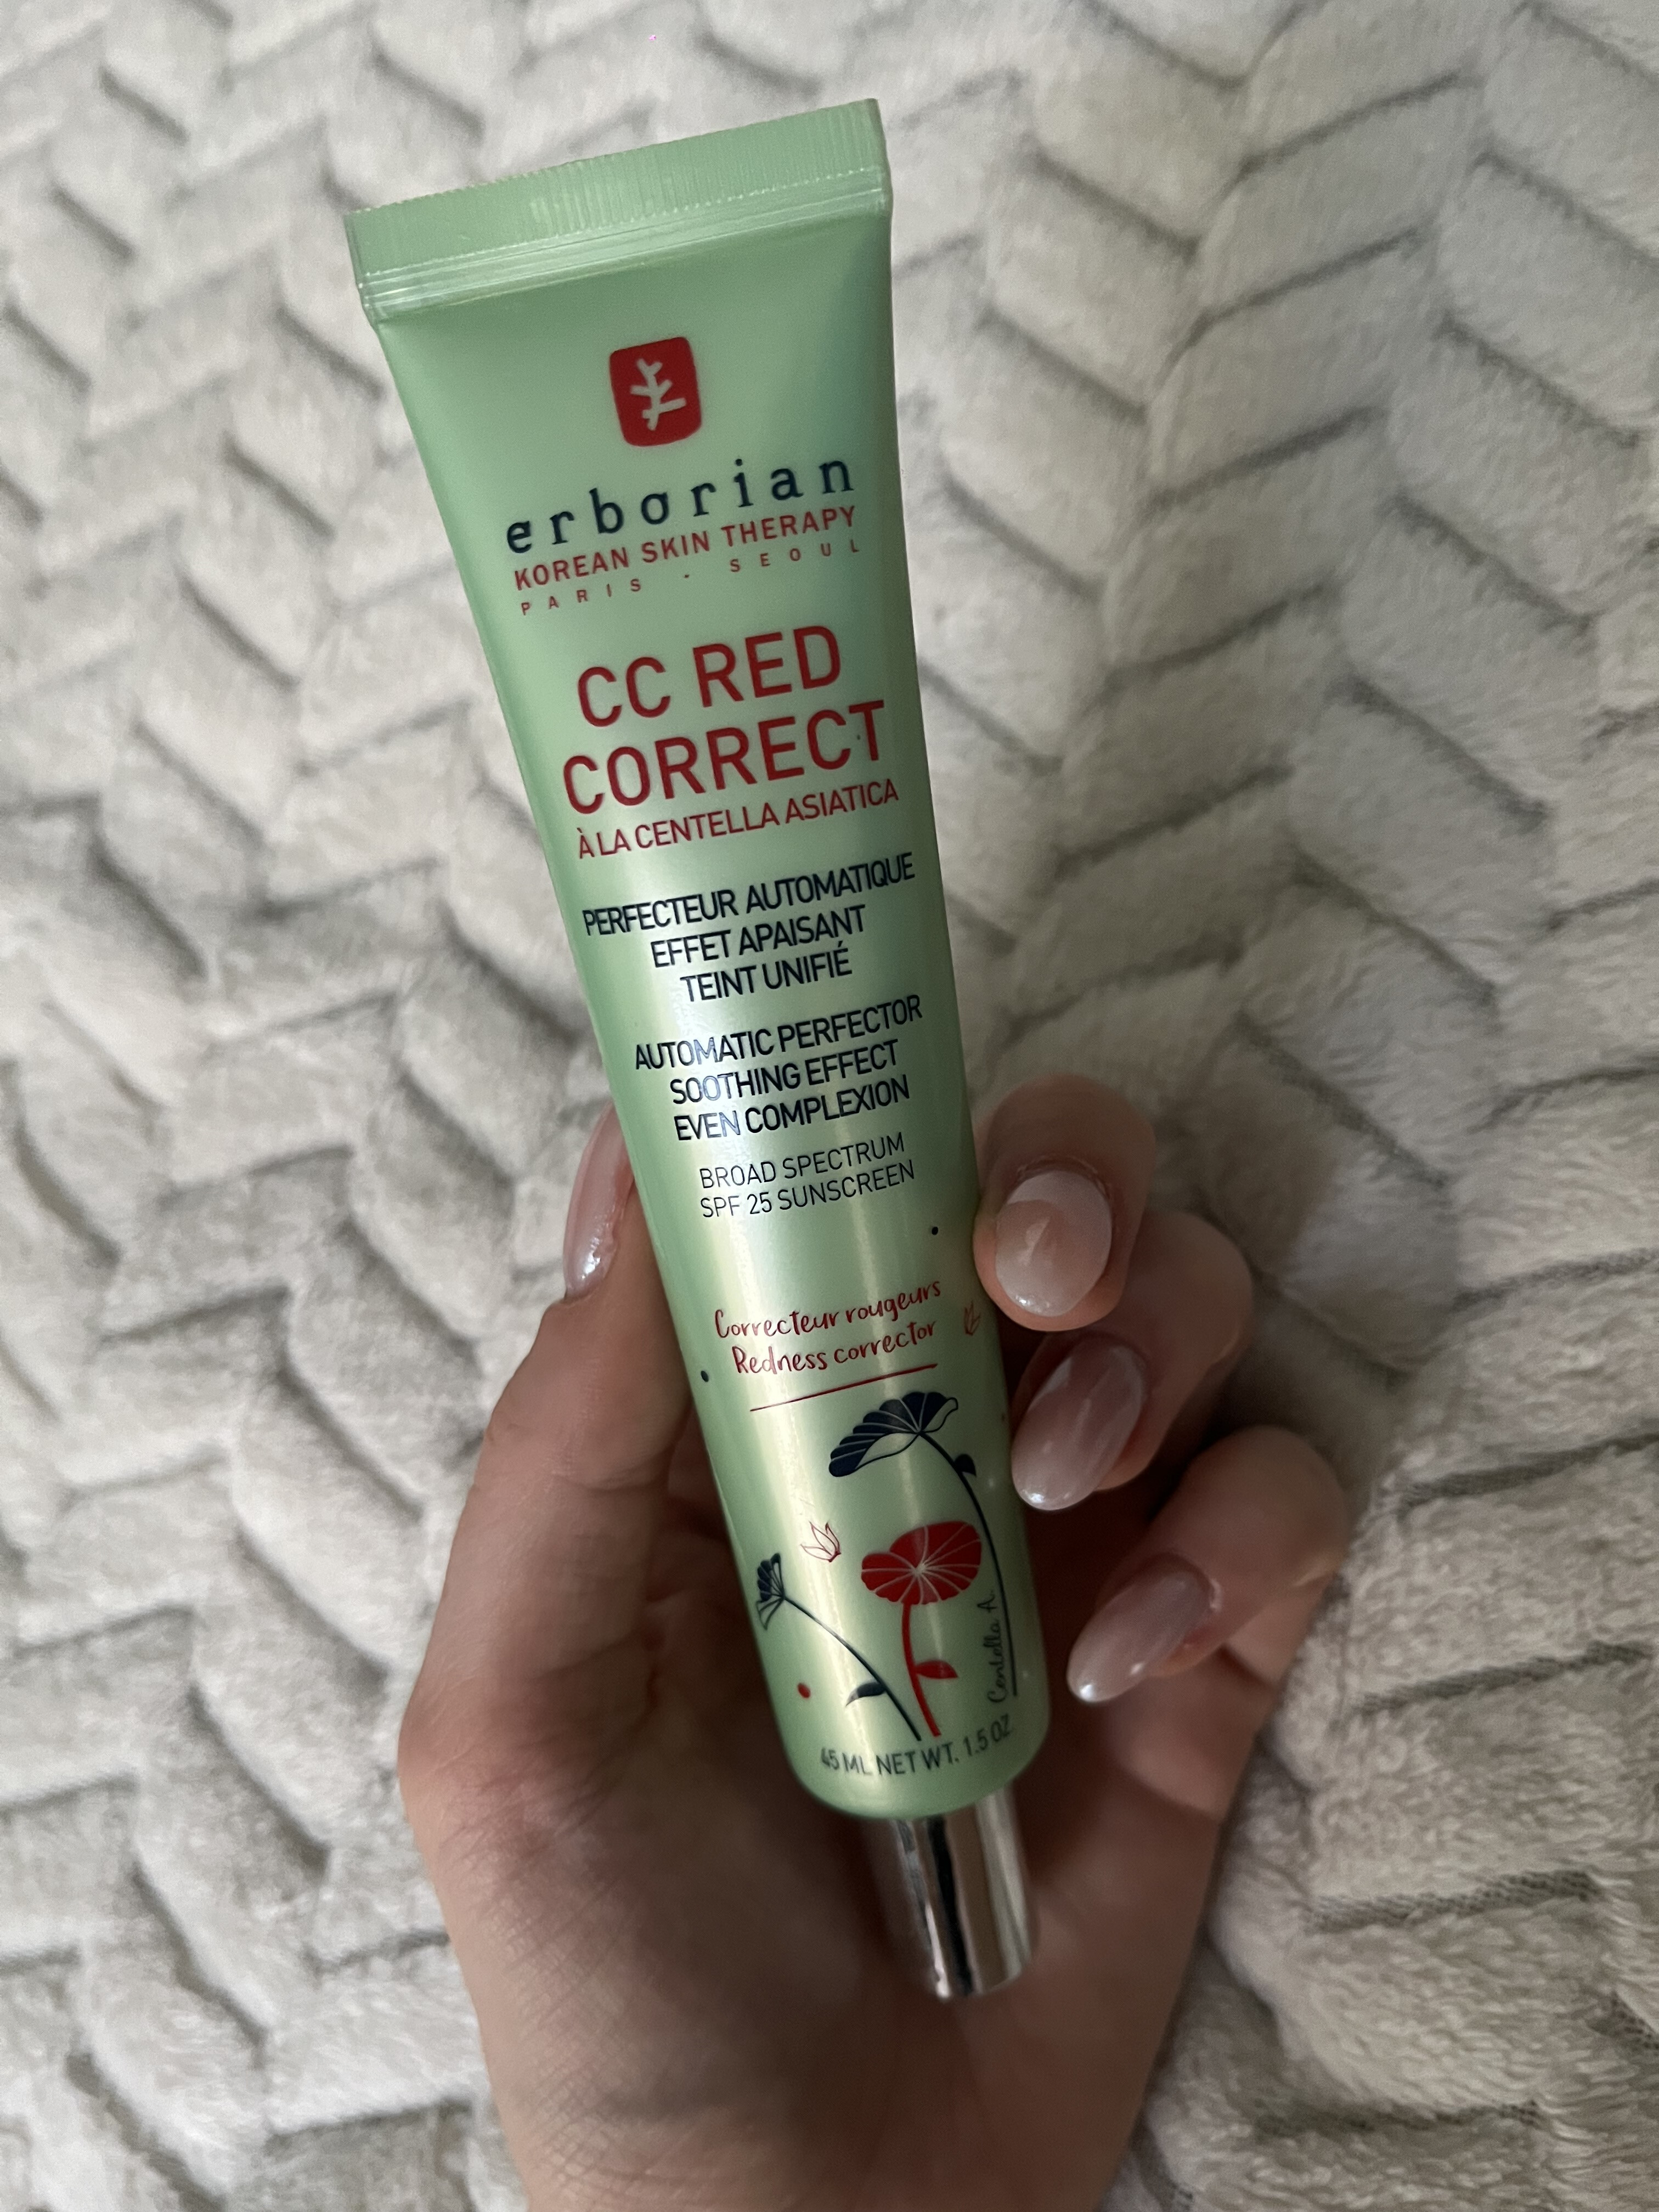 erborian
KOREAN SKIN THERAPY
PARIS · SEOUL
CC RED
CORRECT
À LA CENTELLA ASIATICA
PERFECTEUR AUTOMATIQUE
EFFET APAISANT
TEINT UNIFIÉ
AUTOMATIC PERFECTOR
SOOTHING EFFECT
EVEN COMPLEXION
BROAD SPECTRUM
SPF 25 SUNSCREEN
Correcteur rougeurs
Redness corrector
Centella A.
45 ML NET WT. 1.5 OZ